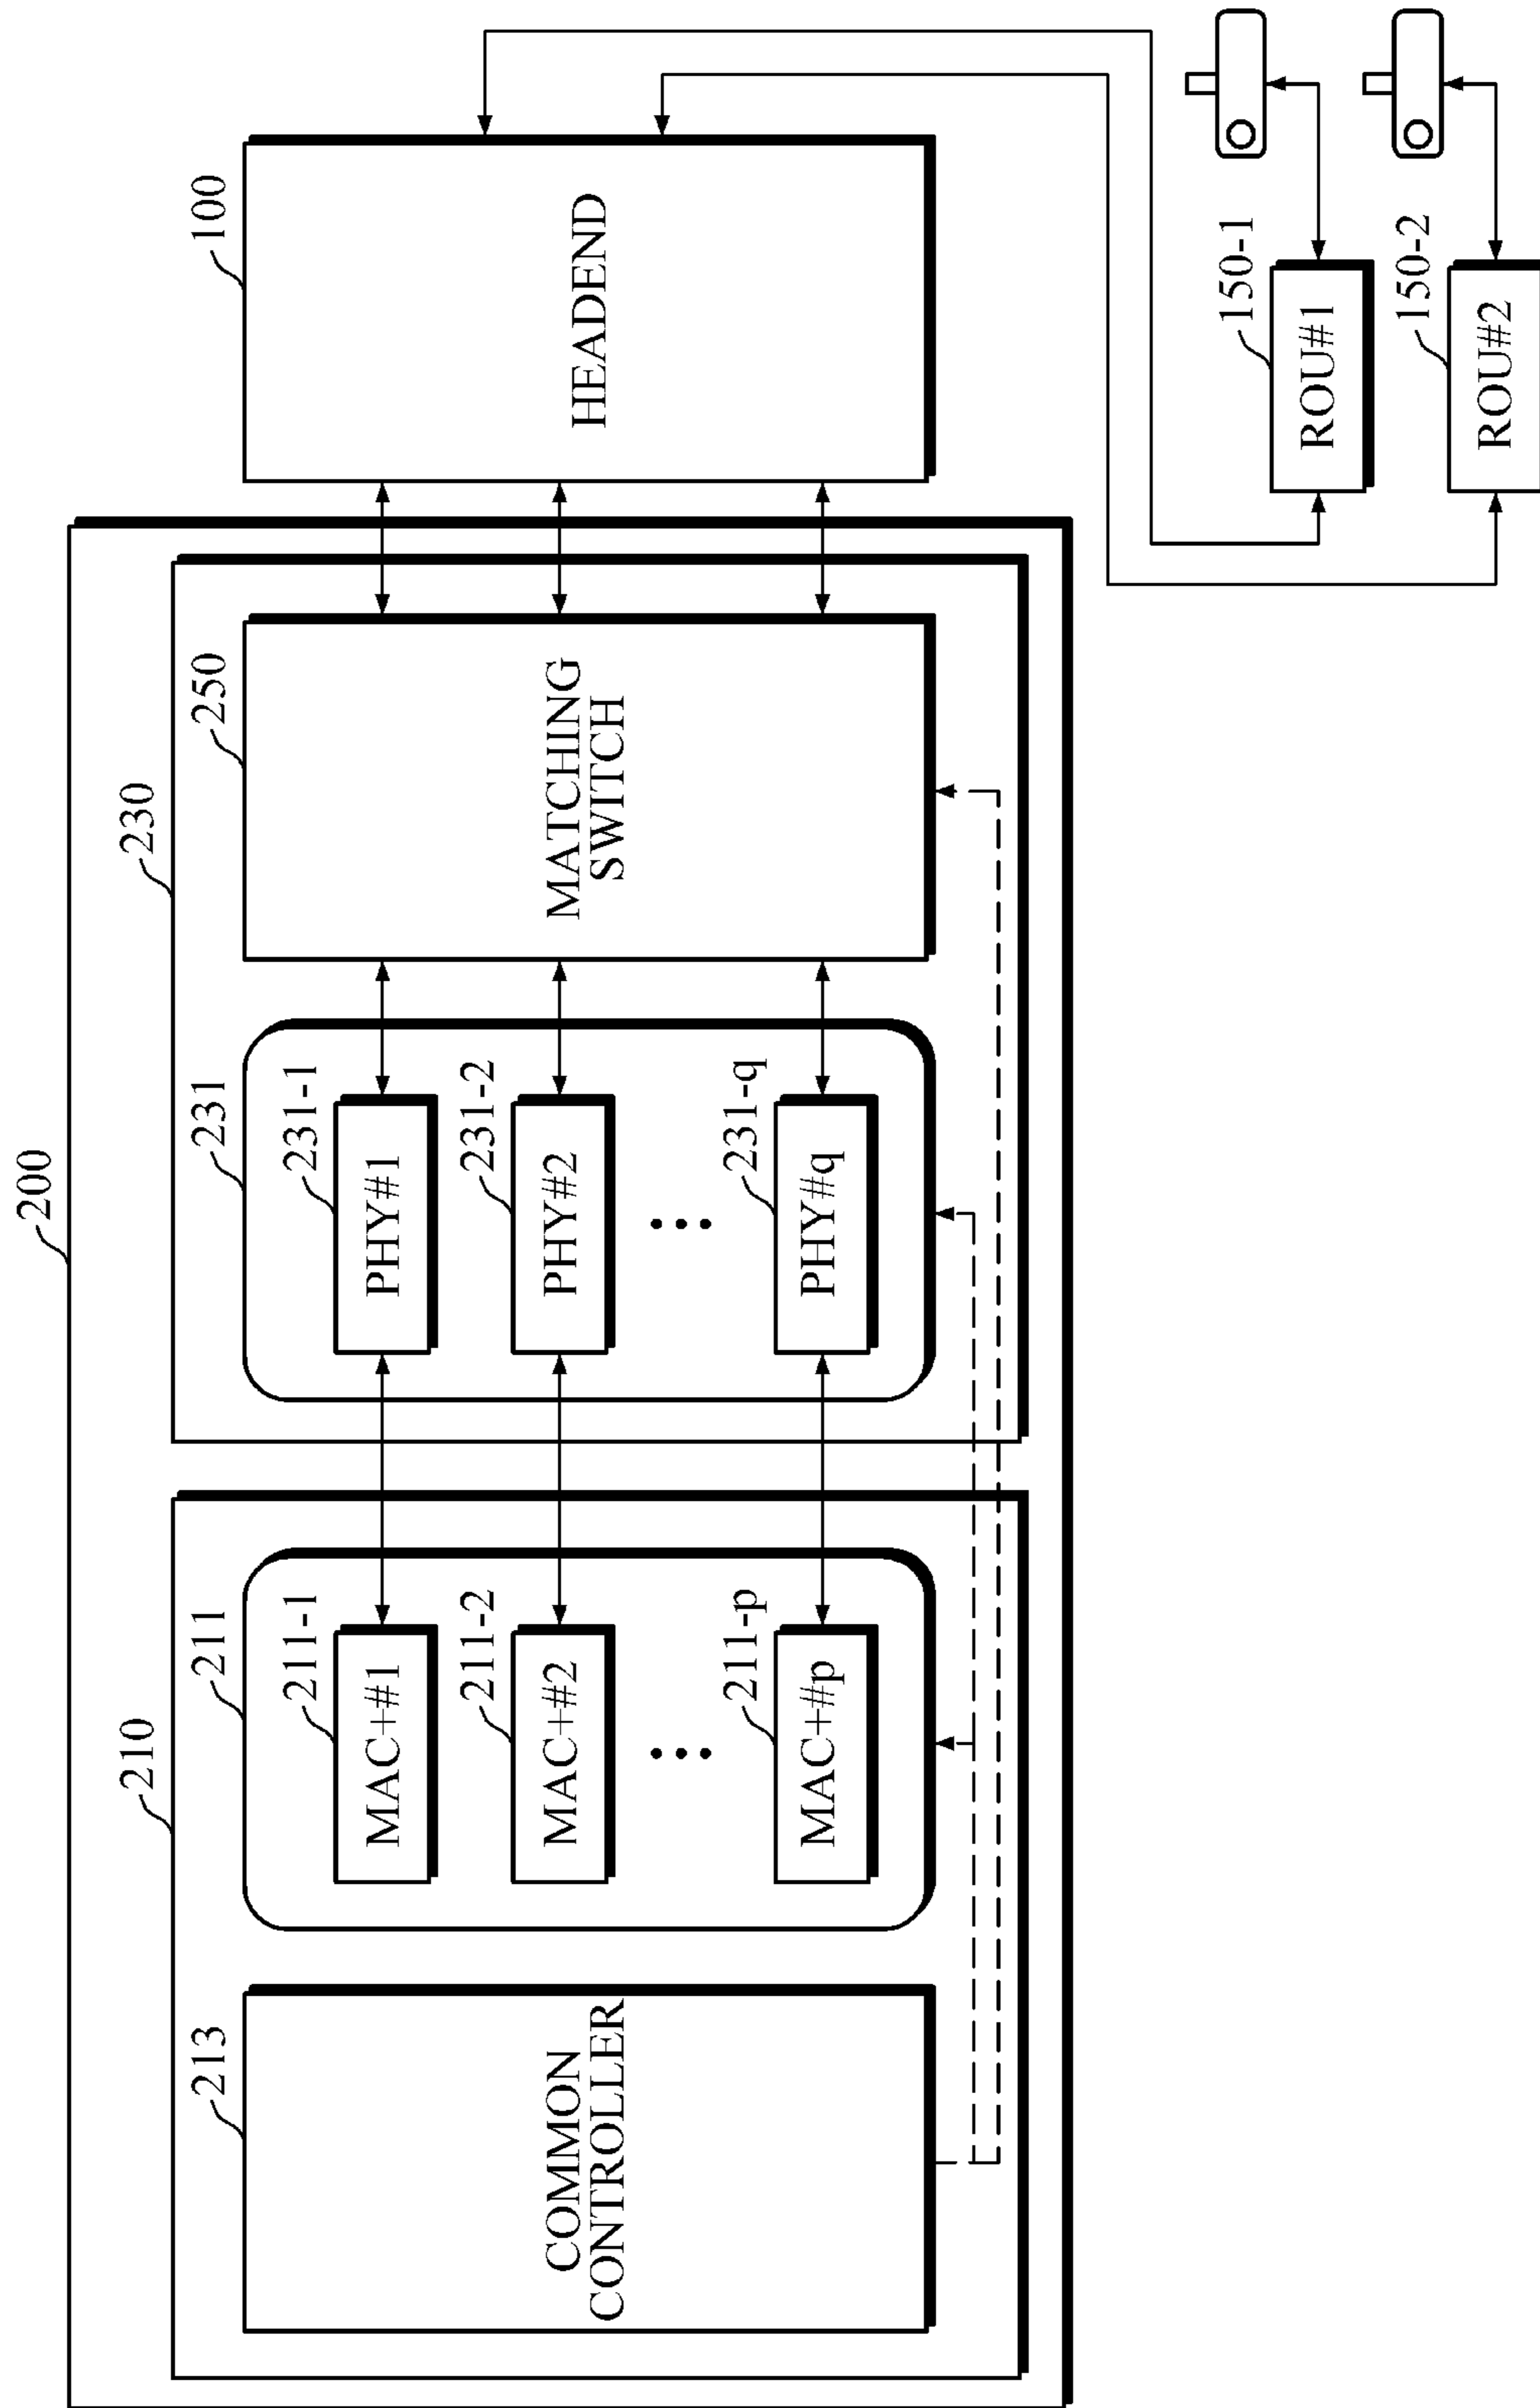 200
210
230
213
211
231
250
100
COMMON
CONTROLLER
211-1
MAC+#1
211-2
MAC+#2
211-p
MAC+#p
231-1
PHY#1
231-2
PHY#2
231-q
PHY#q
MATCHING
SWITCH
HEADEND
150-1
ROU#1
150-2
ROU#2